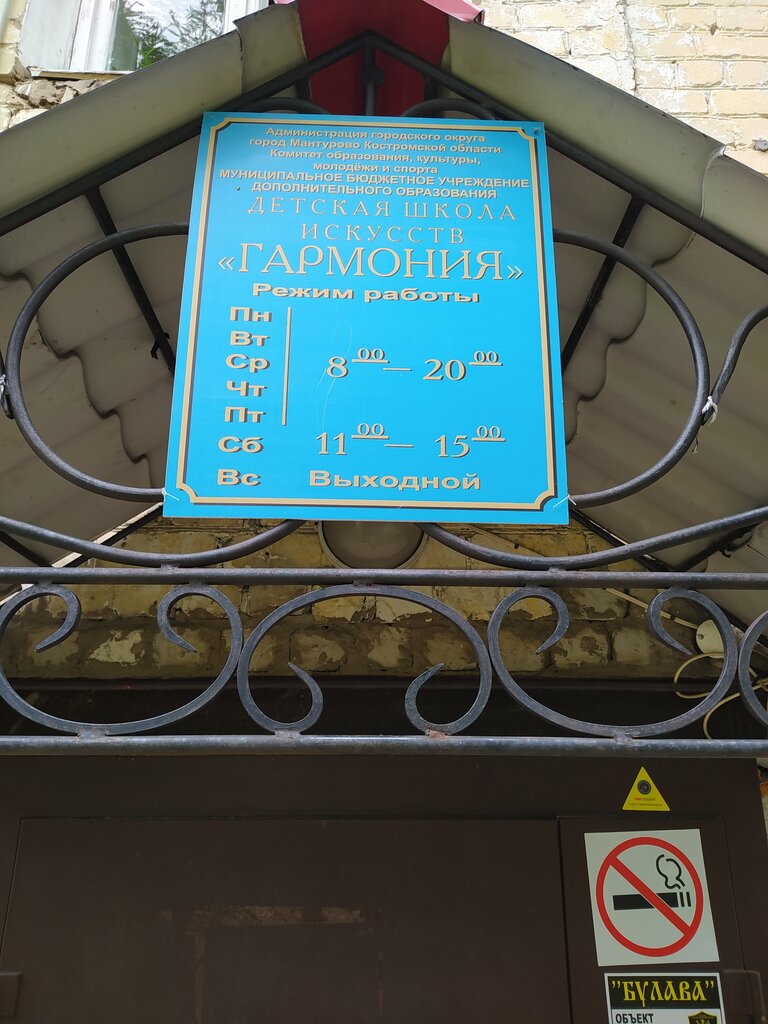 Администрация городского округа
город Мантурово Костромской области
Комитет образования, культуры,
молодёжи и спорта
МУНИЦИПАЛЬНОЕ БЮДЖЕТНОЕ УЧРЕЖДЕНИЕ
ДОПОЛНИТЕЛЬНОГО ОБРАЗОВАНИЯ
ДЕТСКАЯ ШКОЛА
ИСКУССТВ
«ГАРМОНИЯ»
Режим работы
Пн
Вт
Ср 8 00 — 20 00
Чт
Пт
Сб 11 00 — 15 00
Вс Выходной
"БУЛАВА"
ОБЪЕКТ